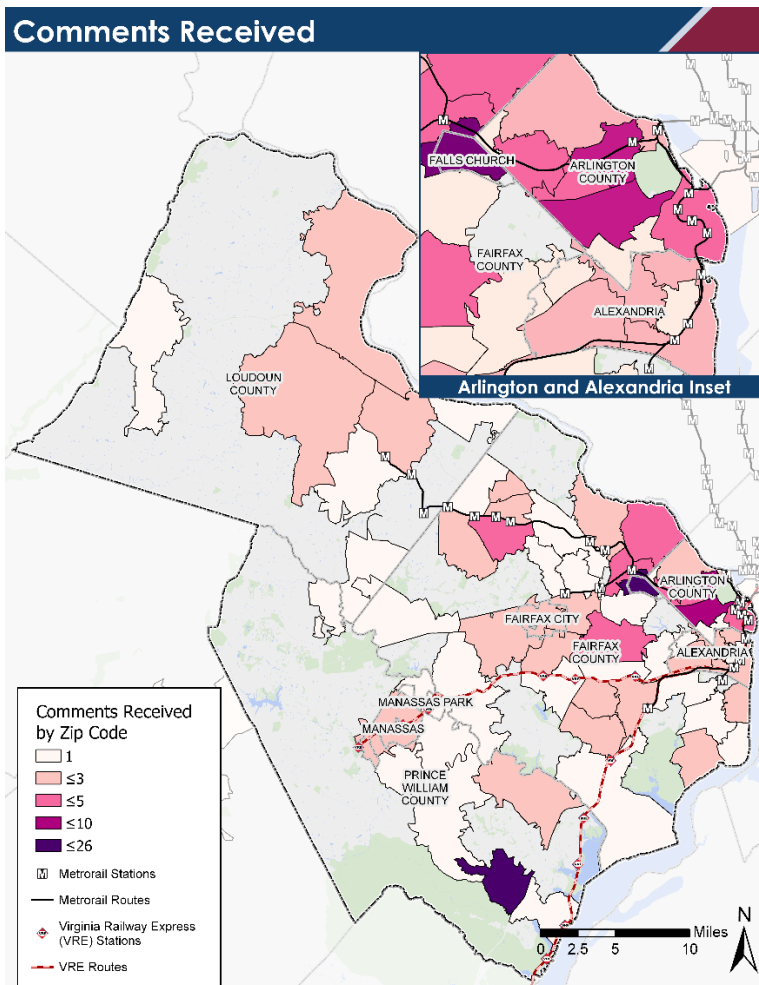 Comments Received
FALLS CHURCH
ARLINGTON
COUNTY
FAIRFAX
COUNTY
ALEXANDRIA
Arlington and Alexandria Inset
LOUDOUN
COUNTY
ARLINGTON
COUNTY
FAIRFAX CITY
FAIRFAX
COUNTY
ALEXANDRIA
MANASSAS PARK
MANASSAS
PRINCE
WILLIAM
COUNTY
Comments Received
by Zip Code
1
≤3
≤5
≤10
≤26
M Metrorail Stations
Metrorail Routes
Virginia Railway Express
(VRE) Stations
VRE Routes
N
Miles
0 2.5 5 10